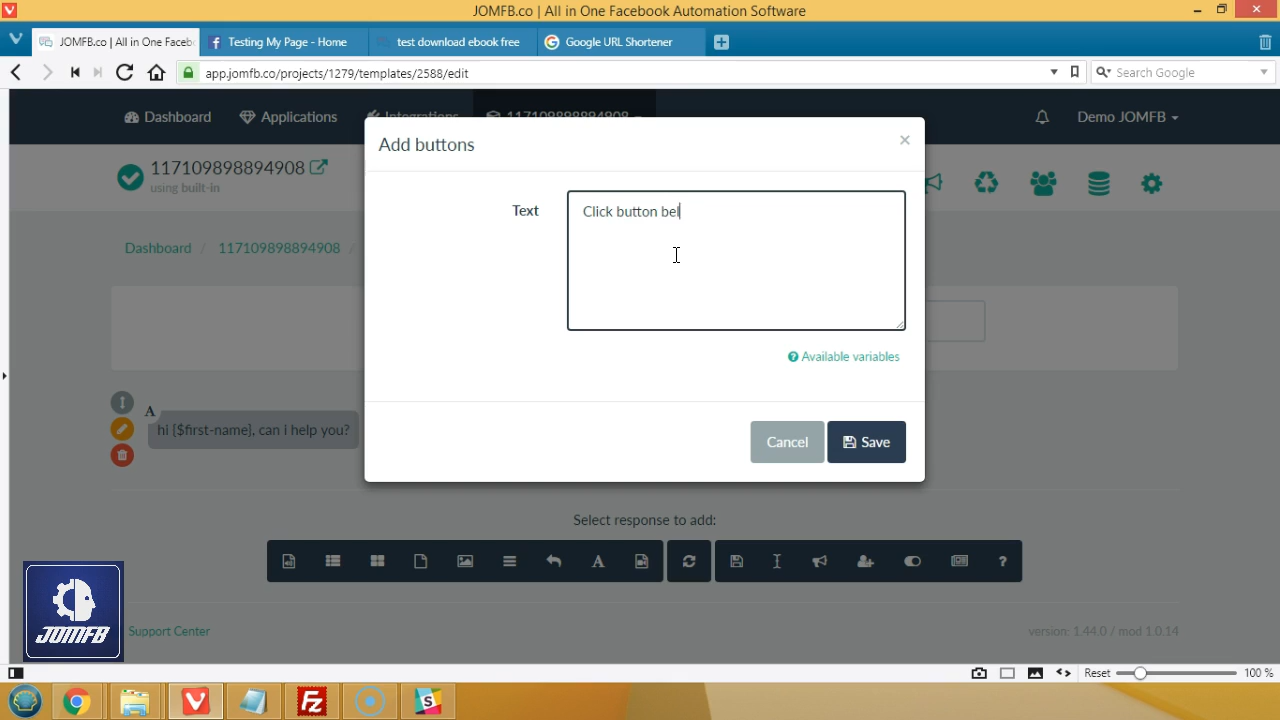 JOMFB.co | All in One Facebook Automation Software
JOMFB.co | All in One Faceb
Testing My Page - Home
test download ebook free
Google URL Shortener
app.jomfb.co/projects/1279/templates/2588/edit
Search Google
Dashboard
Applications
Integrations
117109898894908
Demo JOMFB
Add buttons
×
117109898894908
using built-in
Text
Click button bel
Dashboard / 117109898894908 /
? Available variables
A
hi [$first-name], can i help you?
Cancel
Save
Select response to add:
A
?
JOMFB
Support Center
version: 1.44.0 / mod 1.0.14
Reset
100 %